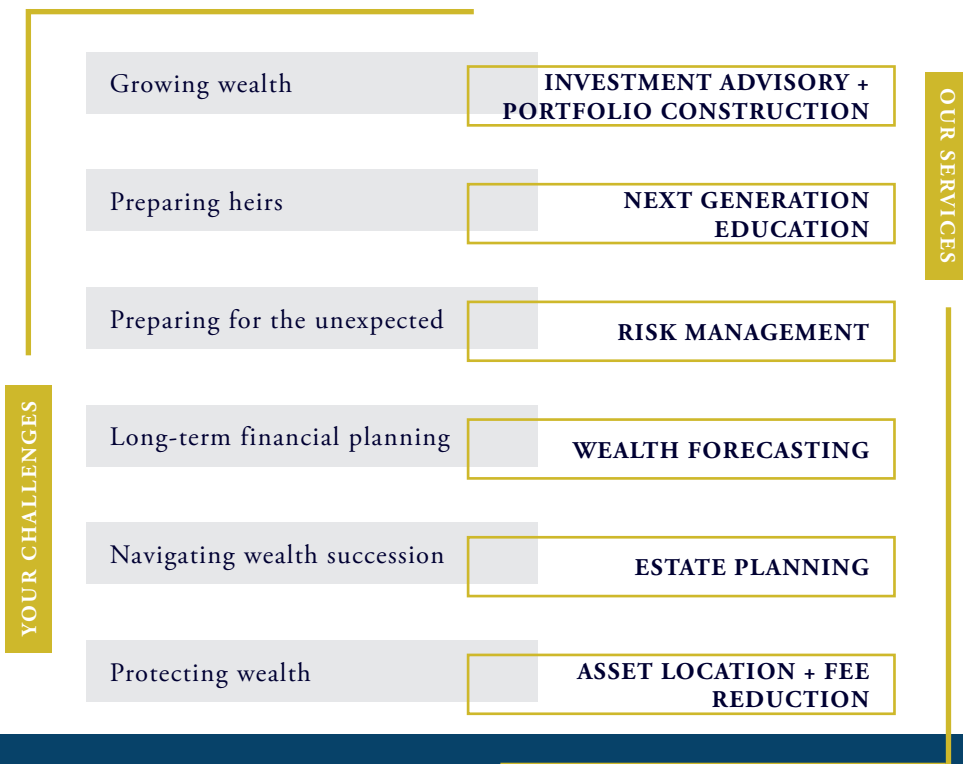 Growing wealth
INVESTMENT ADVISORY +
PORTFOLIO CONSTRUCTION
Preparing heirs
NEXT GENERATION
EDUCATION
Preparing for the unexpected
RISK MANAGEMENT
Long-term financial planning
WEALTH FORECASTING
Navigating wealth succession
ESTATE PLANNING
Protecting wealth
ASSET LOCATION + FEE
REDUCTION
YOUR CHALLENGES
OUR SERVICES